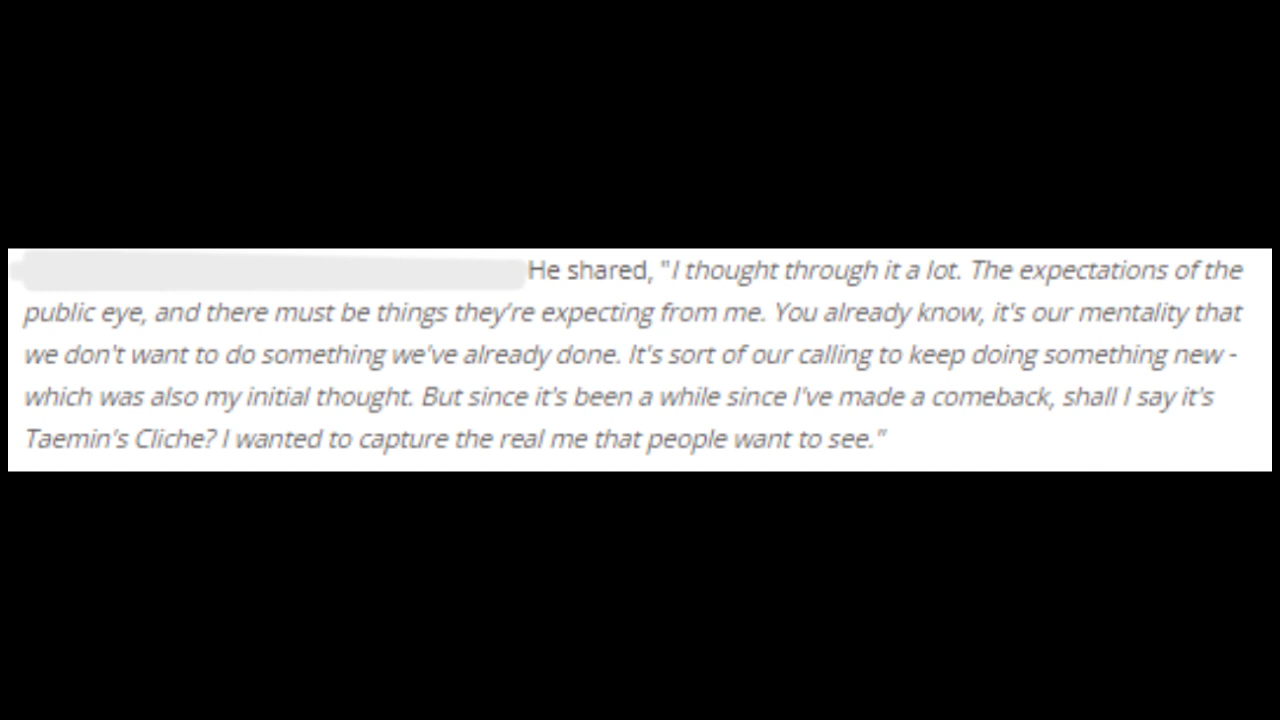 He shared, "I thought through it a lot. The expectations of the
public eye, and there must be things they're expecting from me. You already know, it's our mentality that
we don't want to do something we've already done. It's sort of our calling to keep doing something new -
which was also my initial thought. But since it's been a while since I've made a comeback, shall I say it's
Taemin's Cliche? I wanted to capture the real me that people want to see."